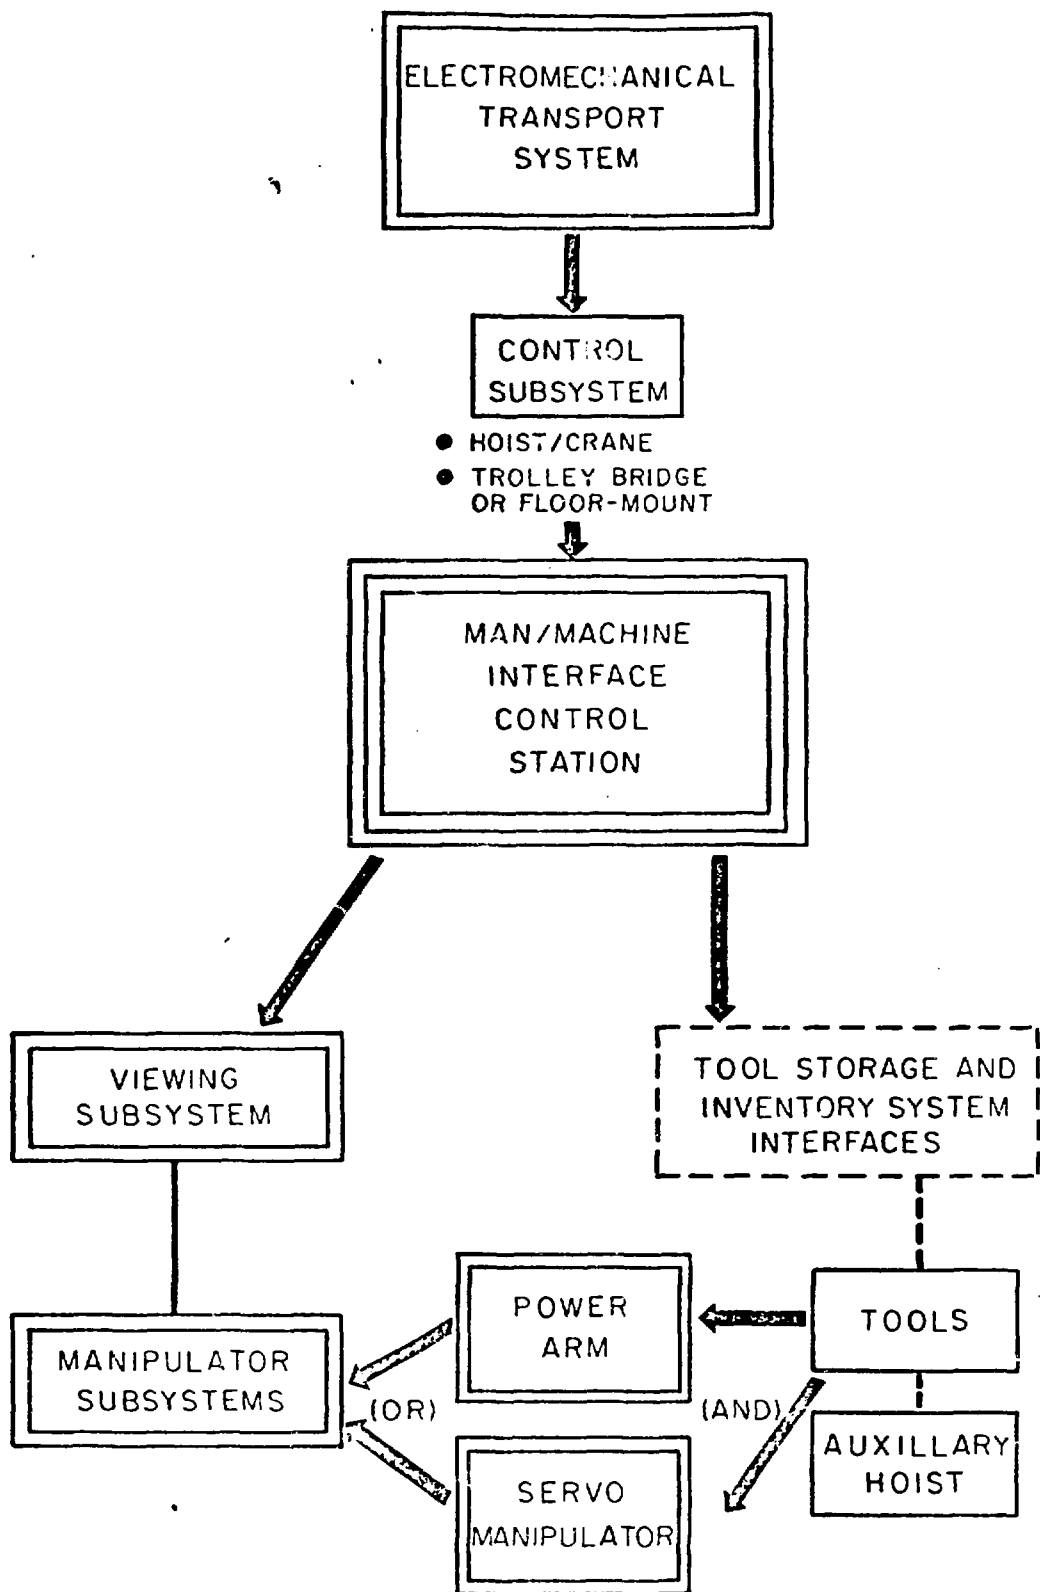 ELECTROMECHANICAL
TRANSPORT
SYSTEM
CONTROL
SUBSYSTEM
● HOIST/CRANE
● TROLLEY BRIDGE
OR FLOOR-MOUNT
MAN/MACHINE
INTERFACE
CONTROL
STATION
VIEWING
SUBSYSTEM
TOOL STORAGE AND
INVENTORY SYSTEM
INTERFACES
MANIPULATOR
SUBSYSTEMS
(OR)
POWER
ARM
(AND)
TOOLS
SERVO
MANIPULATOR
AUXILLARY
HOIST